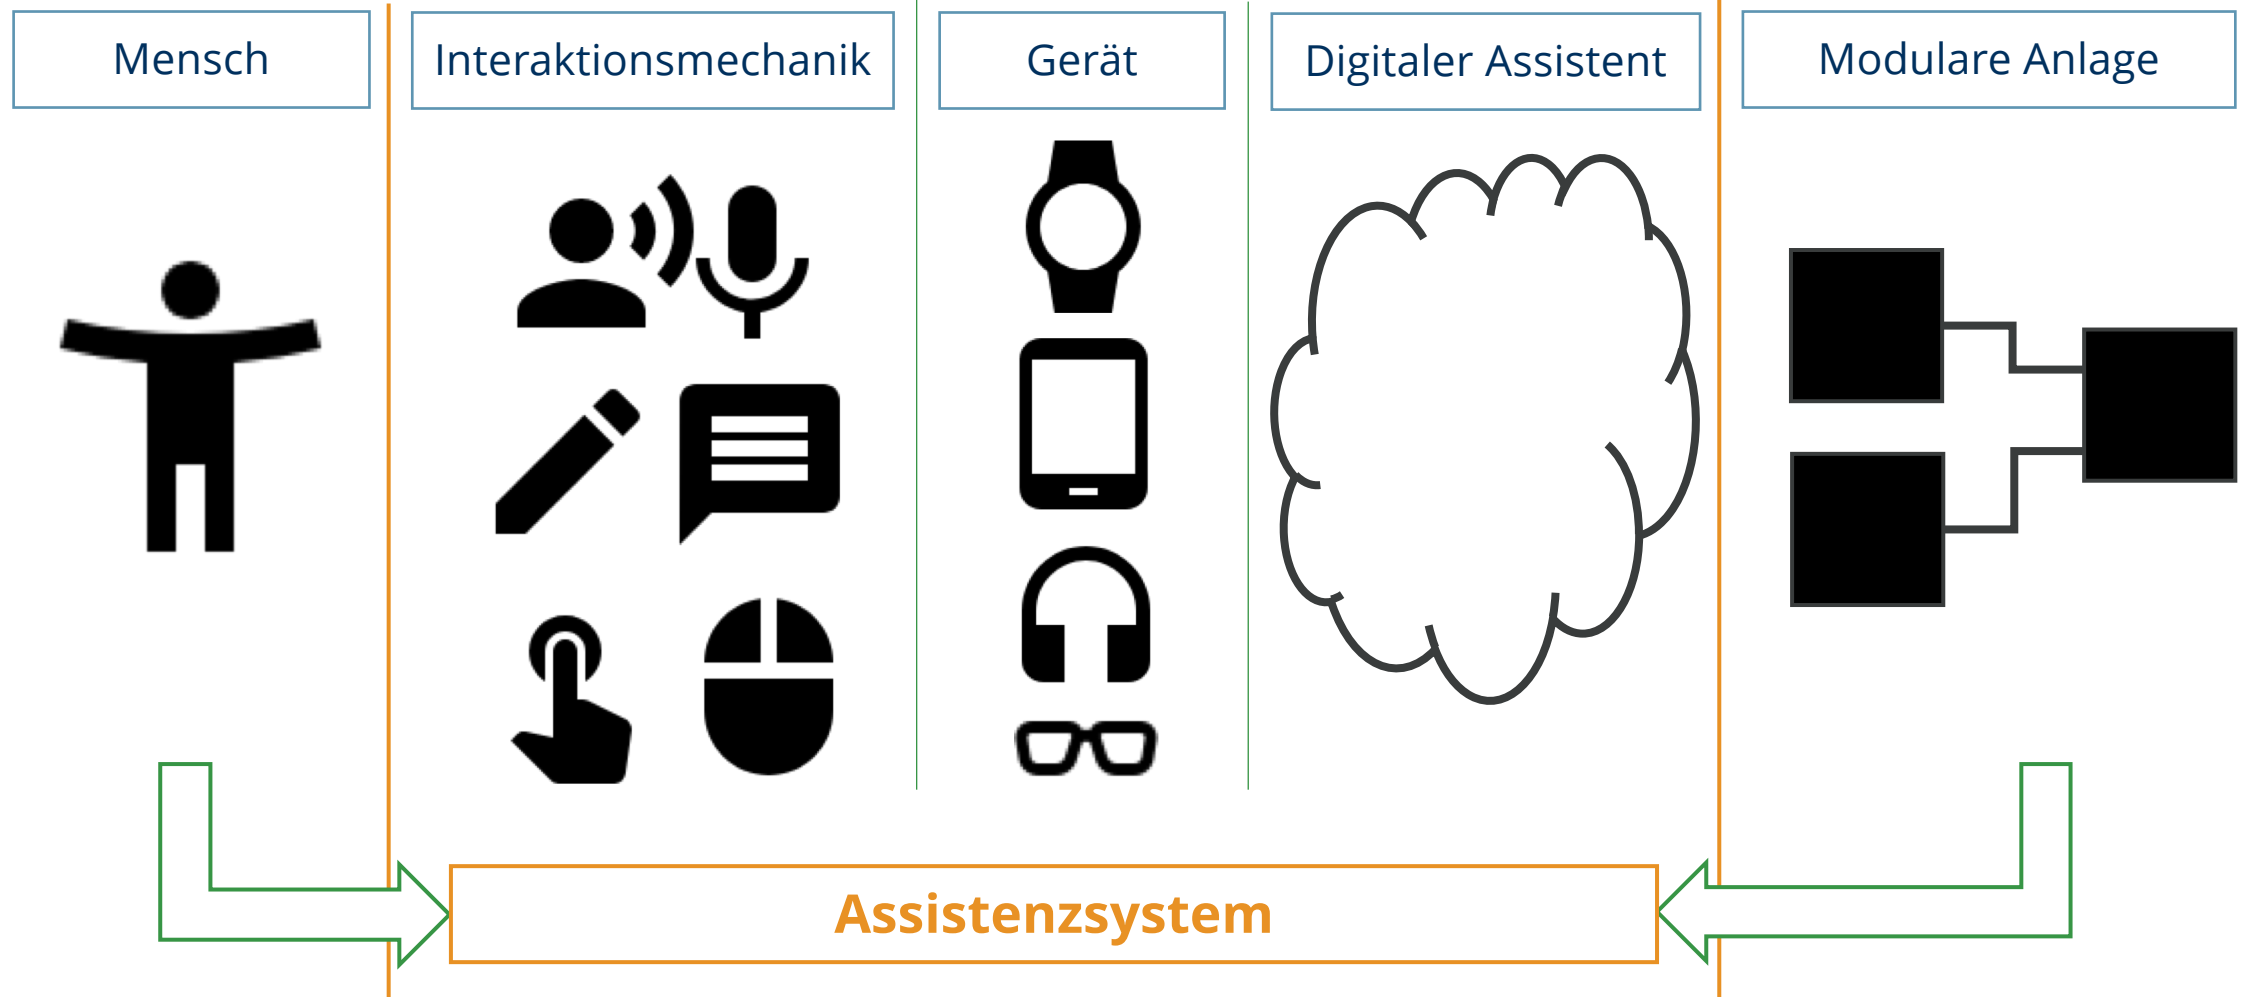 Mensch
Interaktionsmechanik
Gerät
Digitaler Assistent
Modulare Anlage
Assistenzsystem